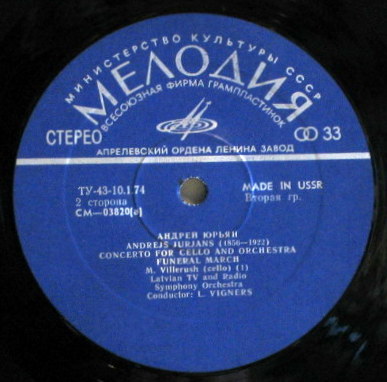 МИНИСТЕРСТВО КУЛЬТУРЫ СССР
МЕЛОДИЯ
ВСЕСОЮЗНАЯ ФИРМА ГРАМПЛАСТИНОК
СТЕРЕО
33
АПРЕЛЕВСКИЙ ОРДЕНА ЛЕНИНА ЗАВОД
ТУ-43-10.1.74
MADE IN USSR
2 сторона
Вторая гр.
СМ—03820(а)
АНДРЕЙ ЮРЬЯН
ANDREJS JURJANS (1856—1922)
CONCERTO FOR CELLO AND ORCHESTRA
FUNERAL MARCH
M. Villerush (cello) (1)
Latvian TV and Radio
Symphony Orchestra
Conductor: L. VIGNERS